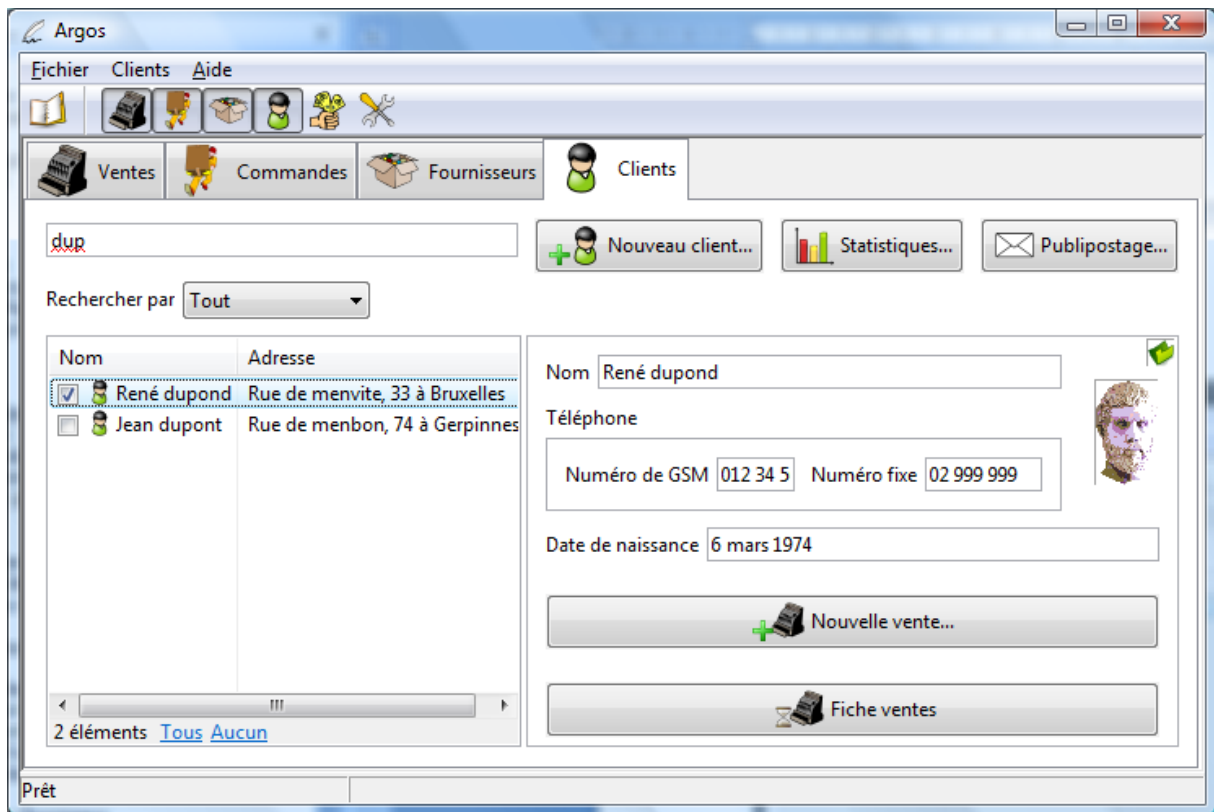 Argos
Fichier Clients Aide
Ventes Commandes Fournisseurs Clients
dup
Nouveau client... Statistiques... Publipostage...
Rechercher par Tout
Nom Adresse
René dupond Rue de menvite, 33 à Bruxelles
Jean dupont Rue de menbon, 74 à Gerpinnes
2 éléments Tous Aucun
Nom René dupond
Téléphone
Numéro de GSM 012 34 5 Numéro fixe 02 999 999
Date de naissance 6 mars 1974
Nouvelle vente...
Fiche ventes
Prêt